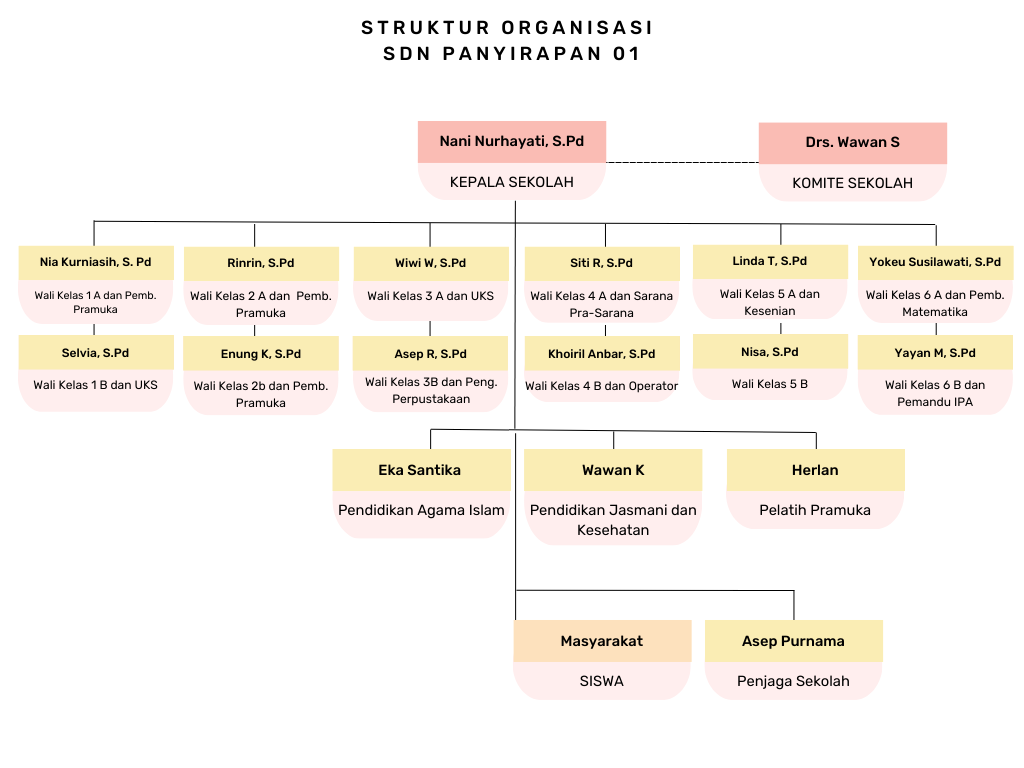 STRUKTUR ORGANISASI
SDN PANYIRAPAN 01
Nani Nurhayati, S.Pd
KEPALA SEKOLAH
Drs. Wawan S
KOMITE SEKOLAH
Nia Kurniasih, S. Pd
Wali Kelas 1 A dan Pemb.
Pramuka
Rinrin, S.Pd
Wali Kelas 2 A dan Pemb.
Pramuka
Wiwi W, S.Pd
Wali Kelas 3 A dan UKS
Siti R, S.Pd
Wali Kelas 4 A dan Sarana
Pra-Sarana
Linda T, S.Pd
Wali Kelas 5 A dan
Kesenian
Yokeu Susilawati, S.Pd
Wali Kelas 6 A dan Pemb.
Matematika
Selvia, S.Pd
Wali Kelas 1 B dan UKS
Enung K, S.Pd
Wali Kelas 2b dan Pemb.
Pramuka
Asep R, S.Pd
Wali Kelas 3B dan Peng.
Perpustakaan
Khoiril Anbar, S.Pd
Wali Kelas 4 B dan Operator
Nisa, S.Pd
Wali Kelas 5 B
Yayan M, S.Pd
Wali Kelas 6 B dan
Pemandu IPA
Eka Santika
Pendidikan Agama Islam
Wawan K
Pendidikan Jasmani dan
Kesehatan
Herlan
Pelatih Pramuka
Masyarakat
SISWA
Asep Purnama
Penjaga Sekolah